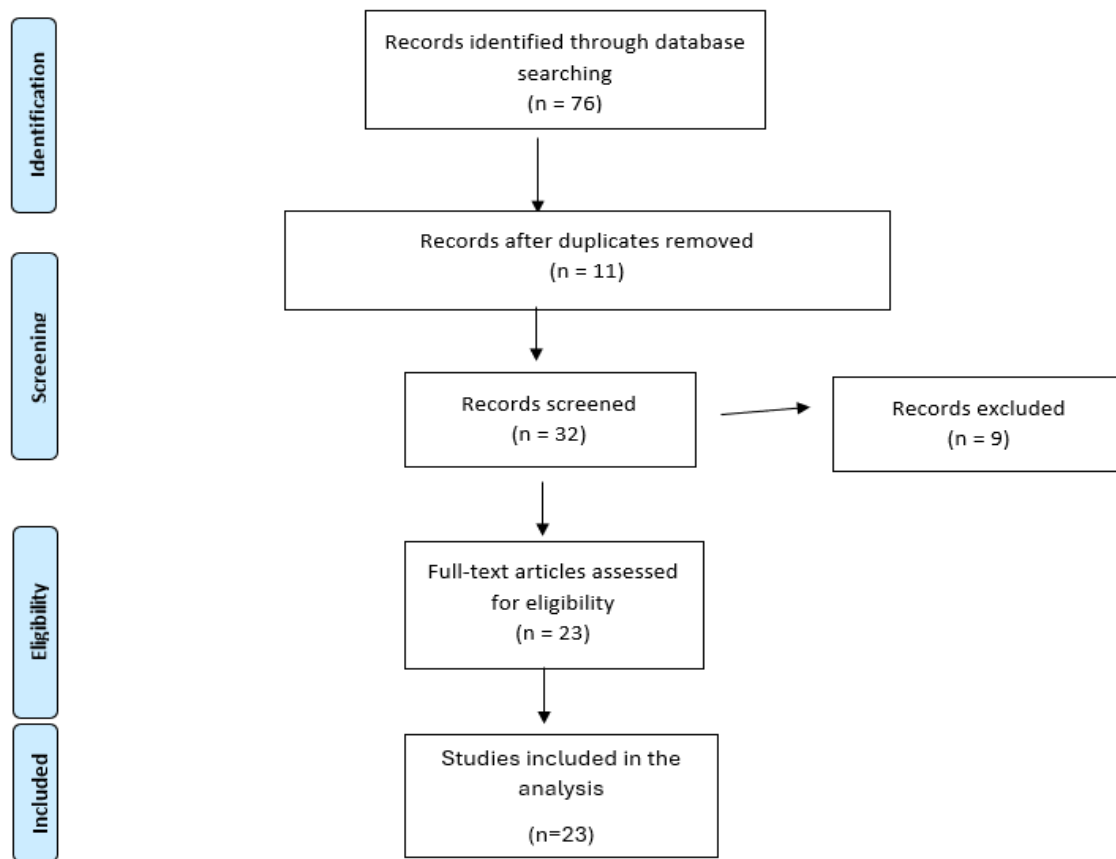 Identification
Records identified through database
searching
(n = 76)
Records after duplicates removed
(n = 11)
Screening
Records screened
(n = 32)
Records excluded
(n = 9)
Eligibility
Full-text articles assessed
for eligibility
(n = 23)
Included
Studies included in the
analysis
(n=23)